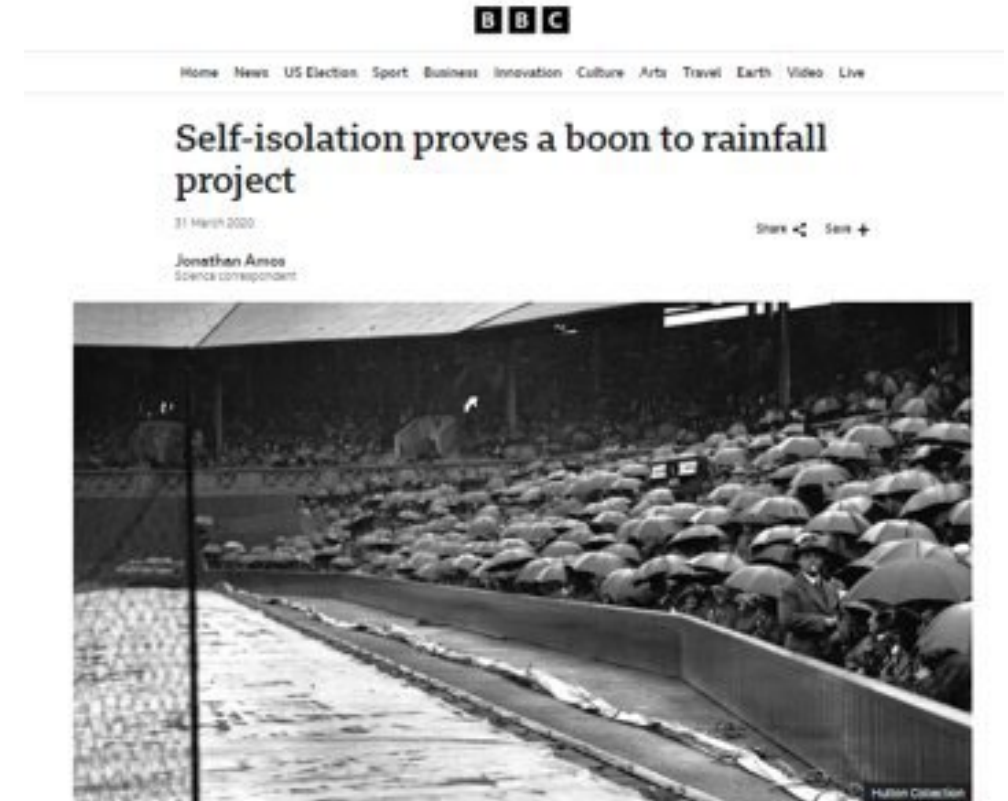 BBC
Home News US Election Sport Business Innovation Culture Arts Travel Earth Video Live
Self-isolation proves a boon to rainfall
project
31 March 2020
Share Save
Jonathan Amos
Science correspondent
Hulton Collection